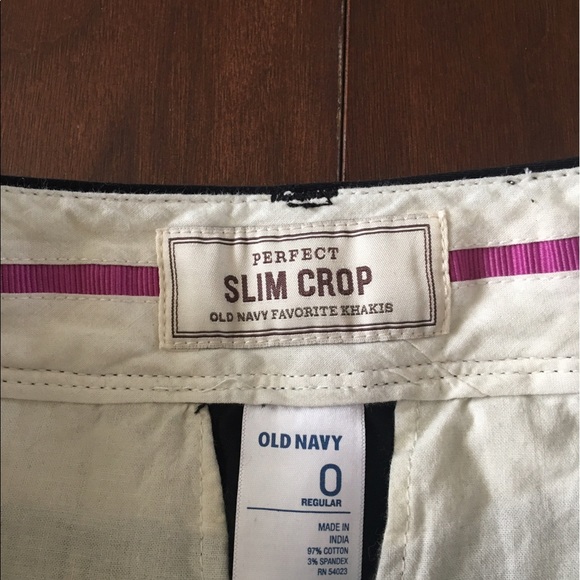 PERFECT
SLIM CROP
OLD NAVY FAVORITE KHAKIS
OLD NAVY
0
REGULAR
MADE IN
INDIA
97% COTTON
3% SPANDEX
RN 54023